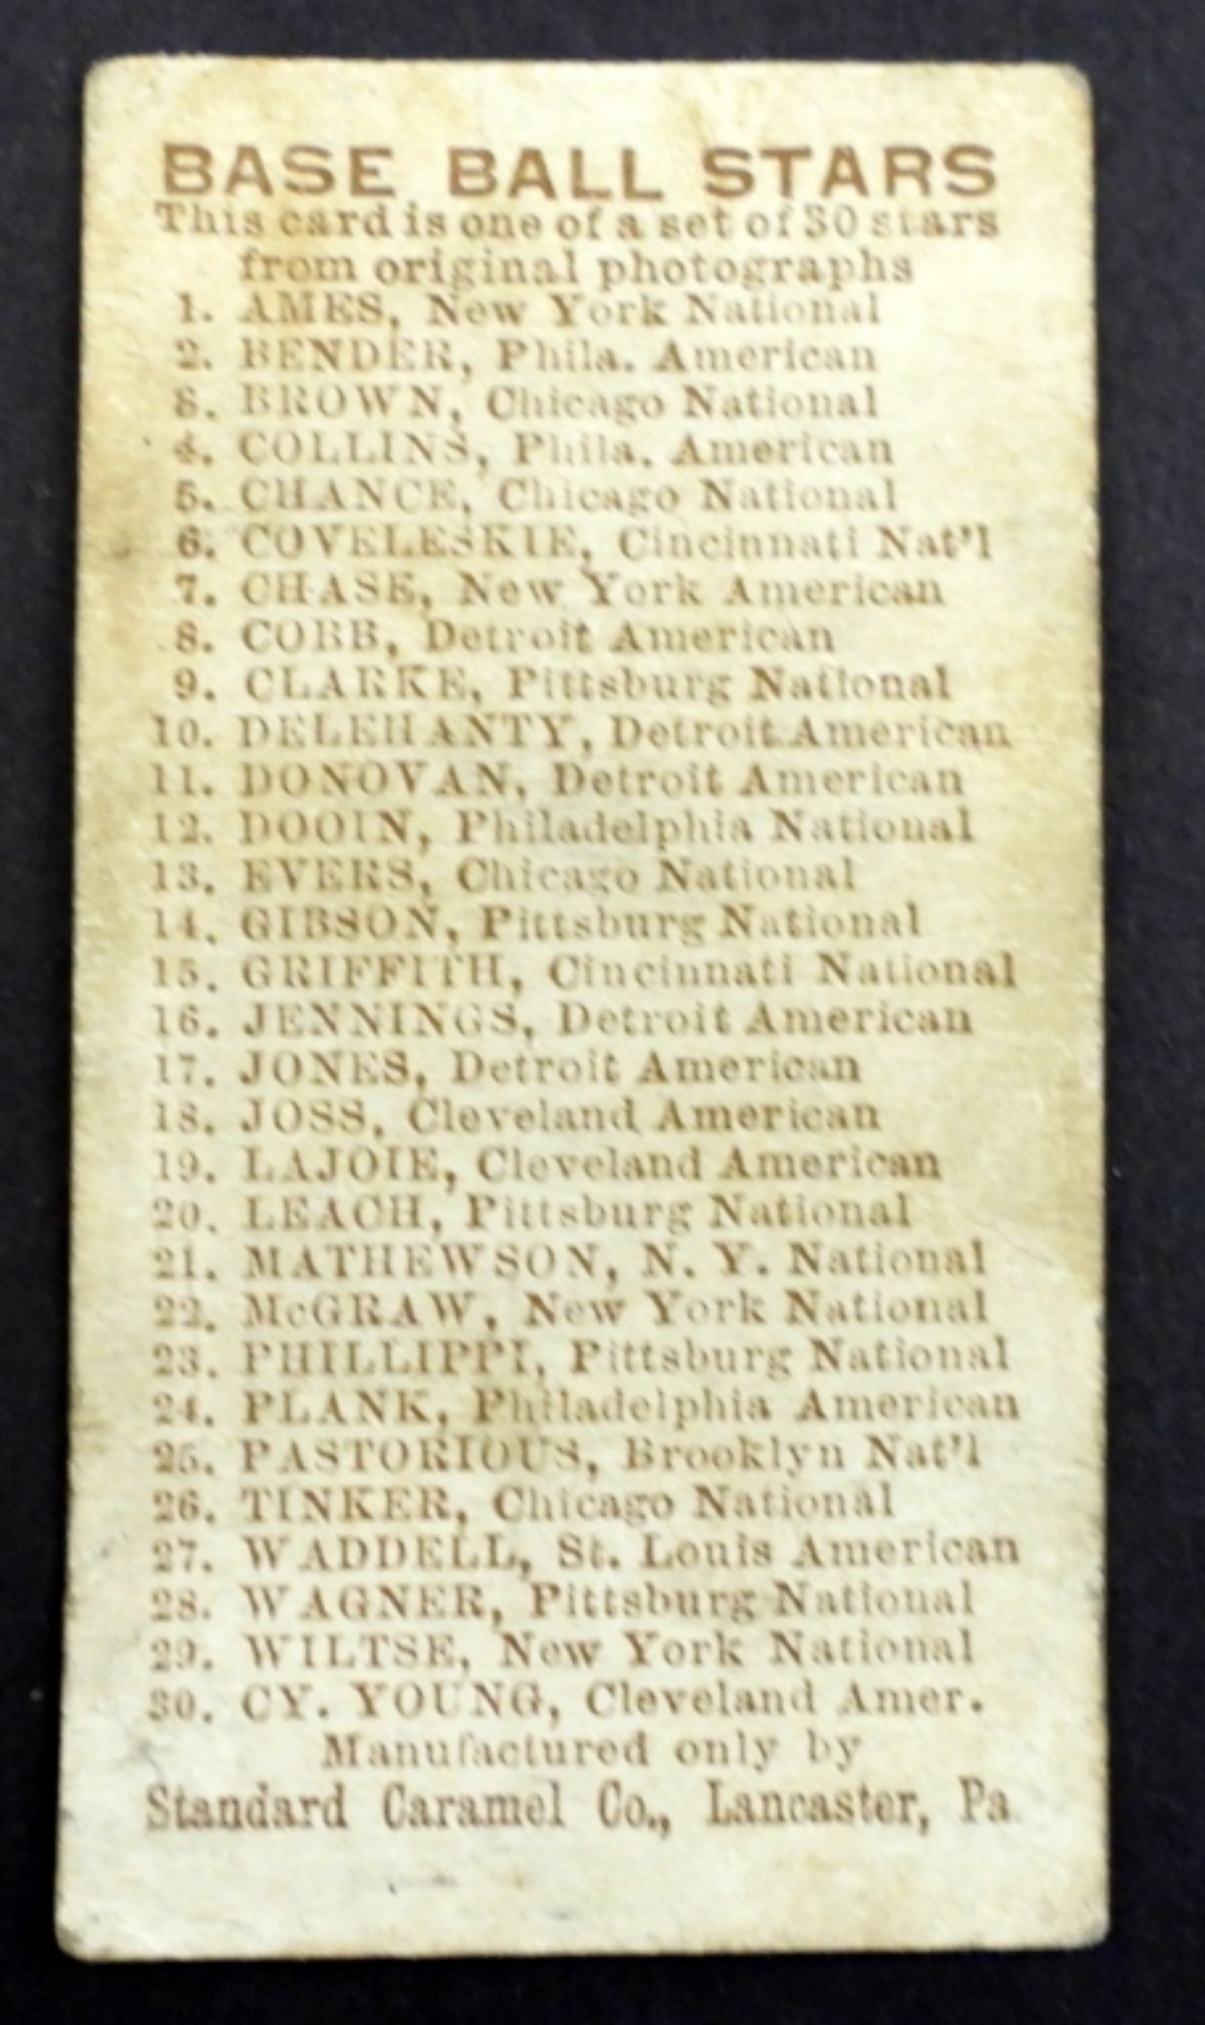 BASE BALL STARS
This card is one of a set of 30 stars
from original photographs
1. AMES, New York National
2. BENDER, Phila. American
3. BROWN, Chicago National
4. COLLINS, Phila. American
5. CHANCE, Chicago National
6. COVELESKIE, Cincinnati Nat'l
7. CHASE, New York American
8. COBB, Detroit American
9. CLARKE, Pittsburg National
10. DELEHANTY, Detroit American
11. DONOVAN, Detroit American
12. DOOIN, Philadelphia National
13. EVERS, Chicago National
14. GIBSON, Pittsburg National
15. GRIFFITH, Cincinnati National
16. JENNINGS, Detroit American
17. JONES, Detroit American
18. JOSS, Cleveland American
19. LAJOIE, Cleveland American
20. LEACH, Pittsburg National
21. MATHEWSON, N. Y. National
22. McGRAW, New York National
23. PHILLIPPI, Pittsburg National
24. PLANK, Philadelphia American
25. PASTORIOUS, Brooklyn Nat'l
26. TINKER, Chicago National
27. WADDELL, St. Louis American
28. WAGNER, Pittsburg National
29. WILTSE, New York National
30. CY. YOUNG, Cleveland Amer.
Manufactured only by
Standard Caramel Co., Lancaster, Pa